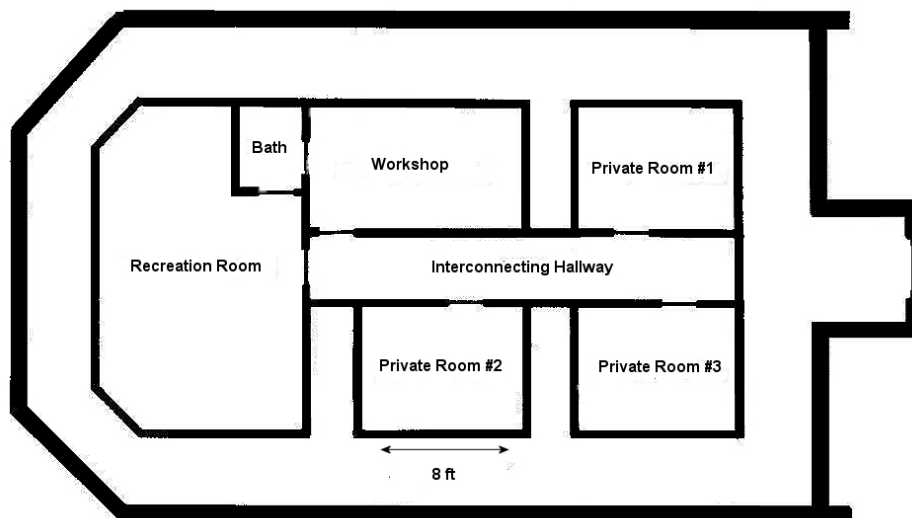 Bath
Workshop
Private Room #1
Recreation Room
Interconnecting Hallway
Private Room #2
Private Room #3
8 ft